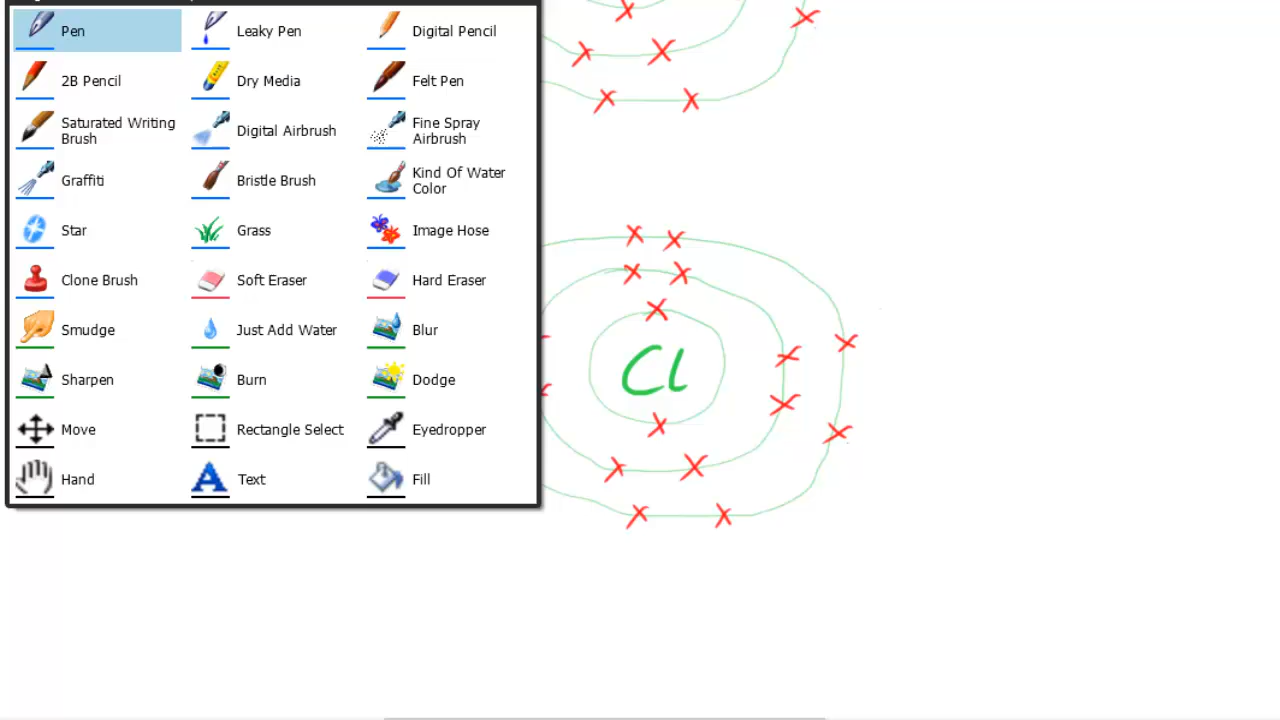 Pen
Leaky Pen
Digital Pencil
2B Pencil
Dry Media
Felt Pen
Saturated Writing
Brush
Digital Airbrush
Fine Spray
Airbrush
Graffiti
Bristle Brush
Kind Of Water
Color
Star
Grass
Image Hose
Clone Brush
Soft Eraser
Hard Eraser
Smudge
Just Add Water
Blur
Sharpen
Burn
Dodge
Move
Rectangle Select
Eyedropper
Hand
Text
Fill
Cl